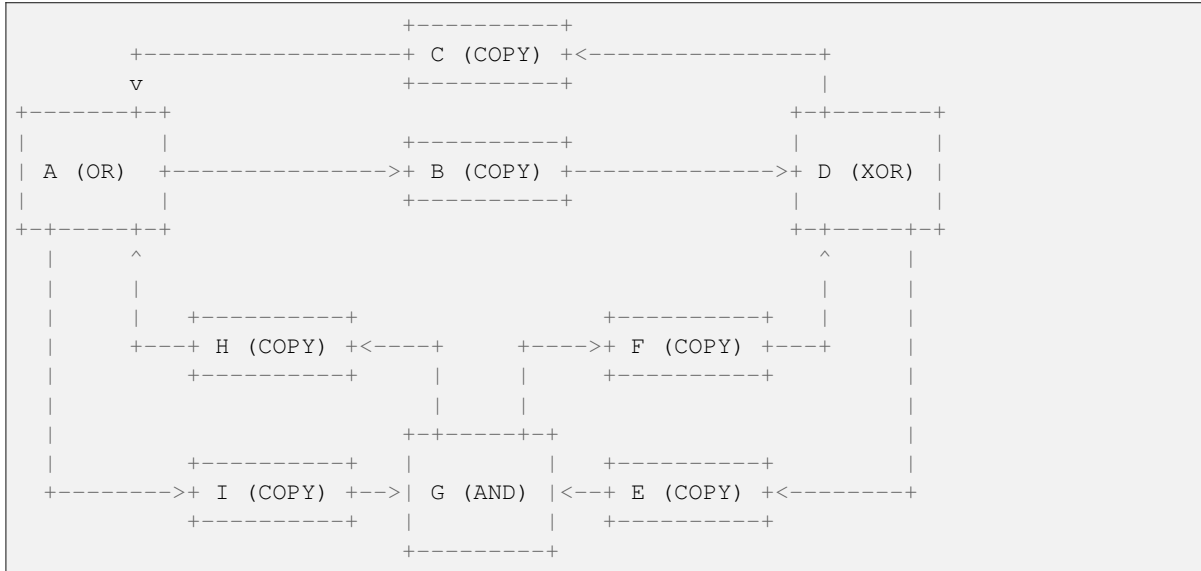 +-----------+
        +------------------+ C (COPY) +<----------------+
        v                  +-----------+                |
+-------+-+                                           +-+--------+
|         |                +-----------+              |          |
| A (OR)  +--------------->+ B (COPY) +-------------->+ D (XOR) |
|         |                +-----------+              |          |
+-+-----+-+                                           +-+-----+-+
  |     ^                                               ^     |
  |     |                                               |     |
  |     |   +----------+                 +----------+   |     |
  |     +---+ H (COPY) +<----+     +---->+ F (COPY) +---+     |
  |         +----------+     |     |     +----------+         |
  |                          |     |                          |
  |                        +-+-----+-+                        |
  |         +----------+   |         |   +----------+         |
  +-------->+ I (COPY) +-->| G (AND) |<--+ E (COPY) +<--------+
            +----------+   |         |   +----------+
                           +---------+